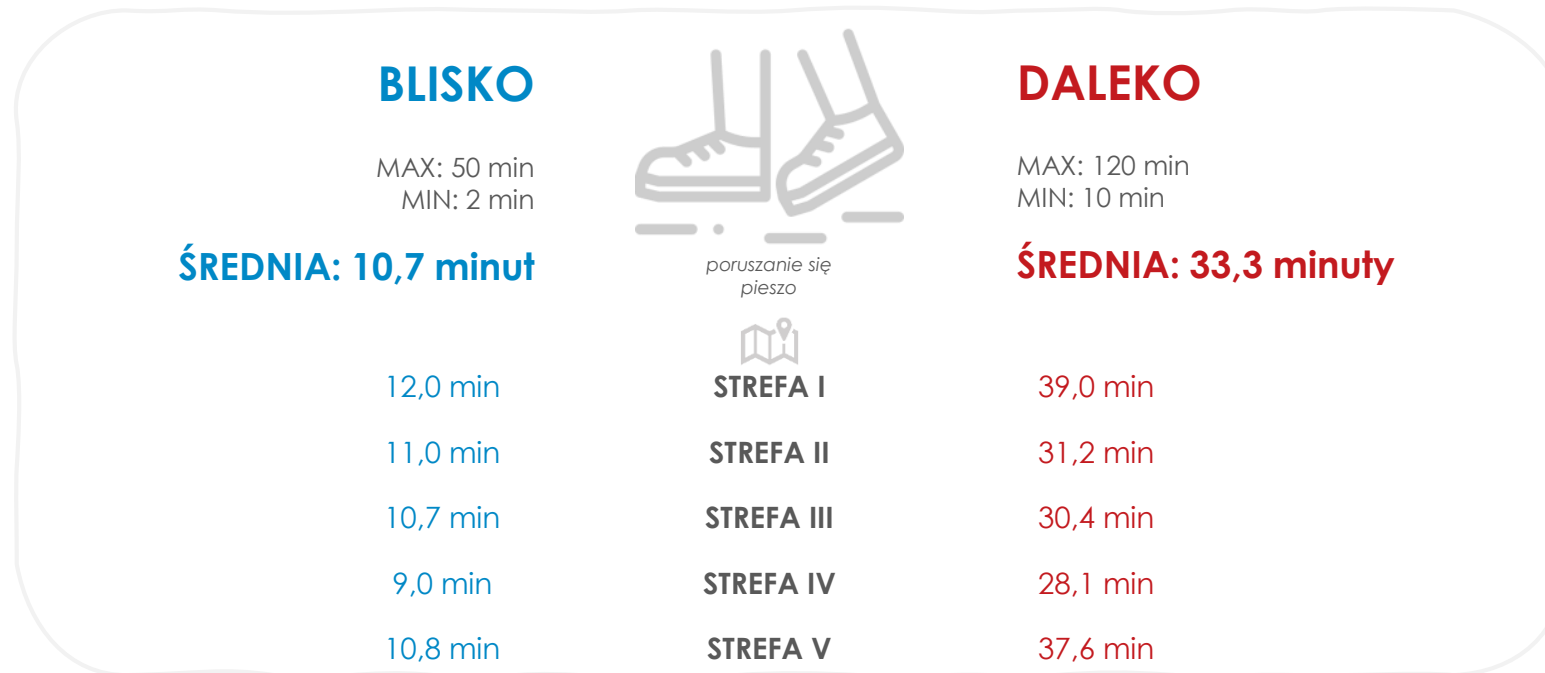 BLISKO
MAX: 50 min
MIN: 2 min
ŚREDNIA: 10,7 minut
poruszanie się
pieszo
DALEKO
MAX: 120 min
MIN: 10 min
ŚREDNIA: 33,3 minuty
12,0 min STREFA I 39,0 min
11,0 min STREFA II 31,2 min
10,7 min STREFA III 30,4 min
9,0 min STREFA IV 28,1 min
10,8 min STREFA V 37,6 min